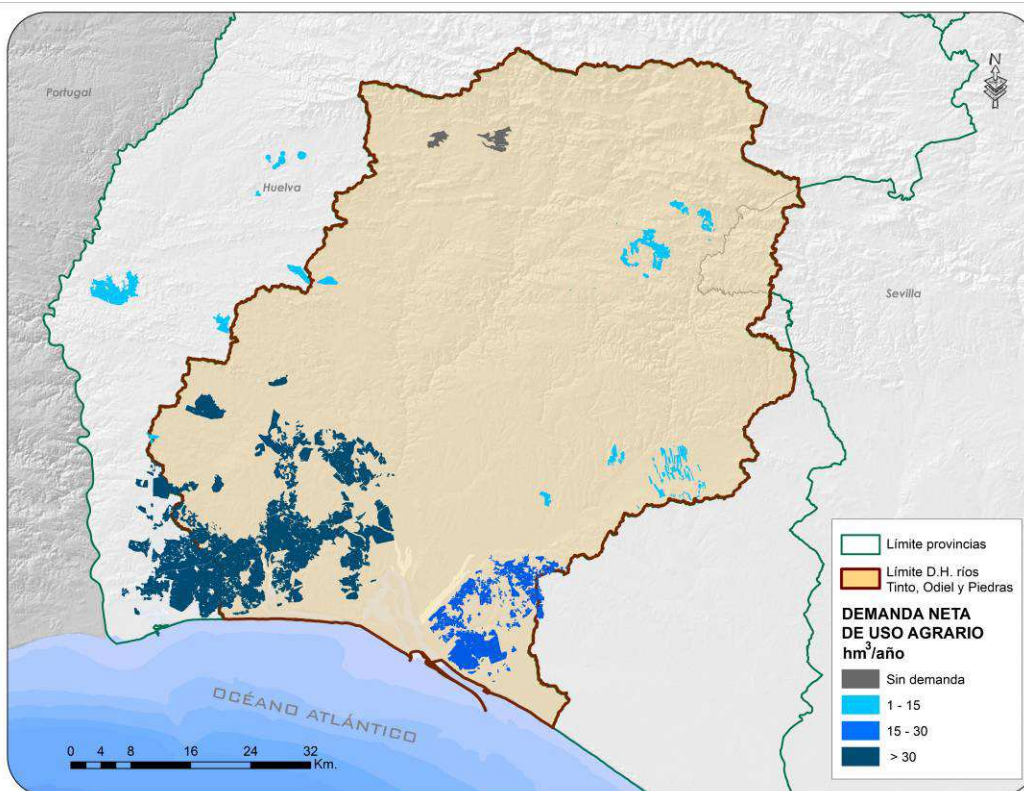 Portugal
N
Huelva
Sevilla
OCÉANO ATLÁNTICO
0 4 8 16 24 32
Km.
Límite provincias
Límite D.H. ríos
Tinto, Odiel y Piedras
DEMANDA NETA
DE USO AGRARIO
hm³/año
Sin demanda
1 - 15
15 - 30
> 30